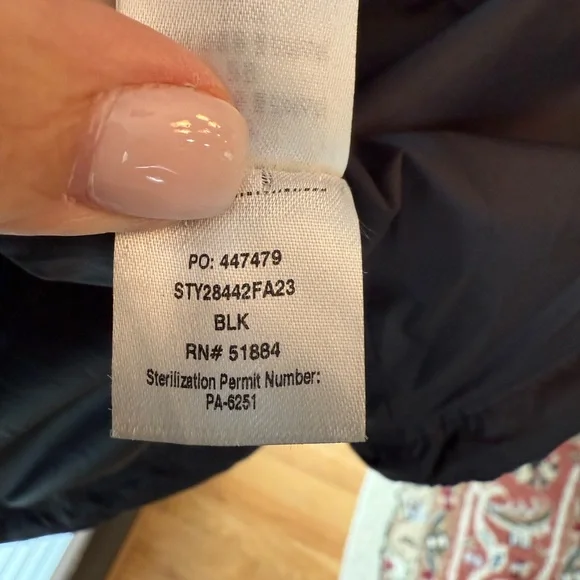 PO: 447479
STY28442FA23
BLK
RN# 51884
Sterilization Permit Number:
PA-6251